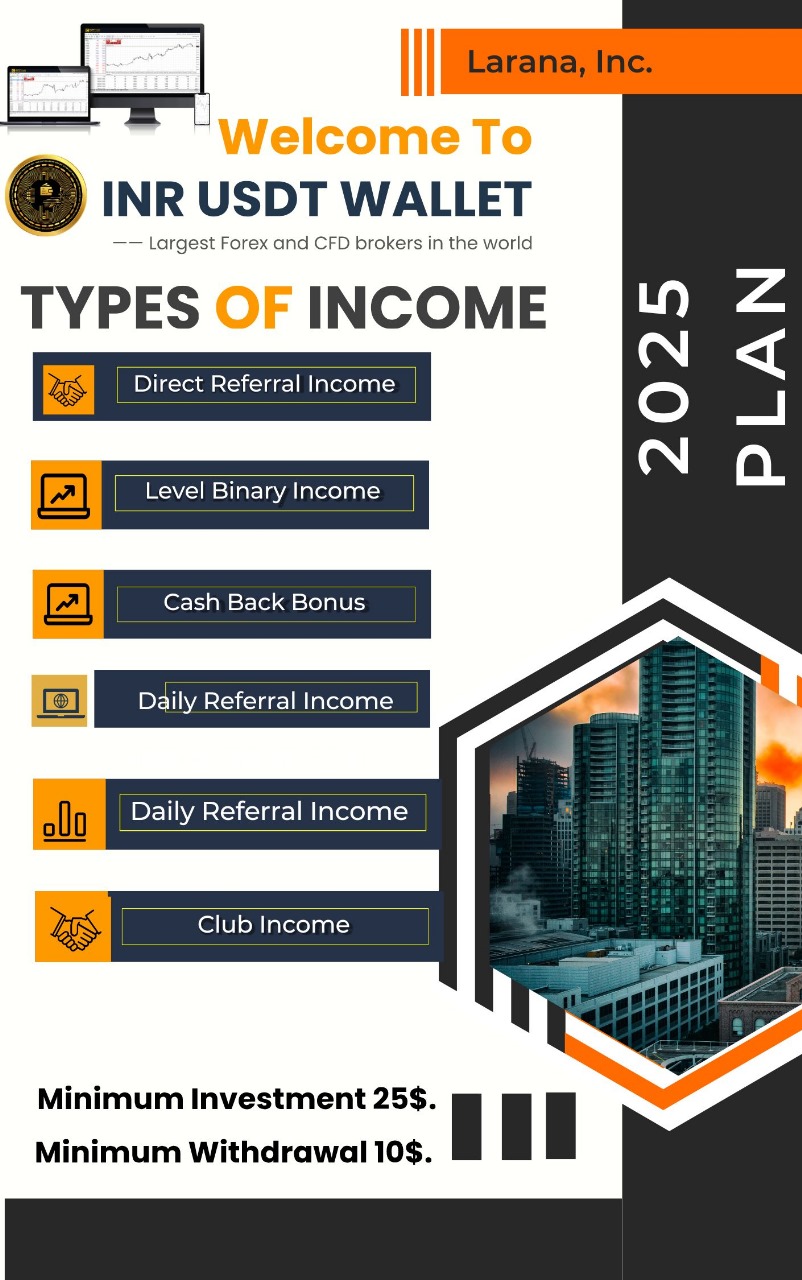 Larana, Inc.
Welcome To
INR USDT WALLET
—— Largest Forex and CFD brokers in the world
TYPES OF INCOME
2025
PLAN
Direct Referral Income
Level Binary Income
Cash Back Bonus
Daily Referral Income
Daily Referral Income
Club Income
Minimum Investment 25$.
Minimum Withdrawal 10$.